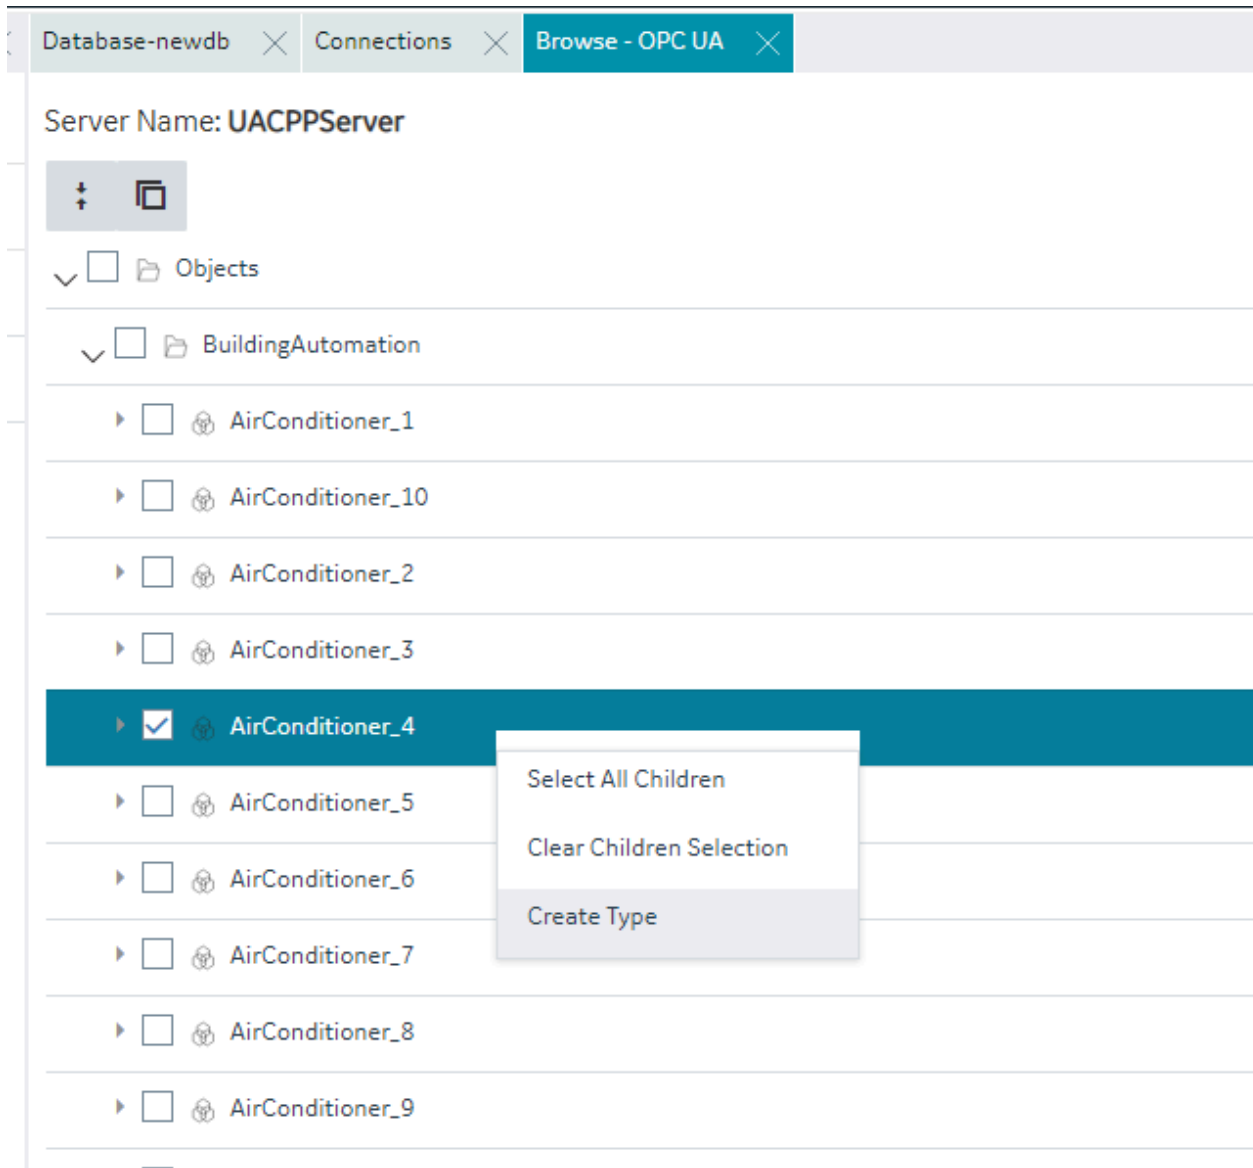 Database-newdb Connections Browse - OPC UA
Server Name: UACPPServer
Objects
BuildingAutomation
AirConditioner_1
AirConditioner_10
AirConditioner_2
AirConditioner_3
AirConditioner_4
Select All Children
AirConditioner_5
Clear Children Selection
AirConditioner_6
Create Type
AirConditioner_7
AirConditioner_8
AirConditioner_9